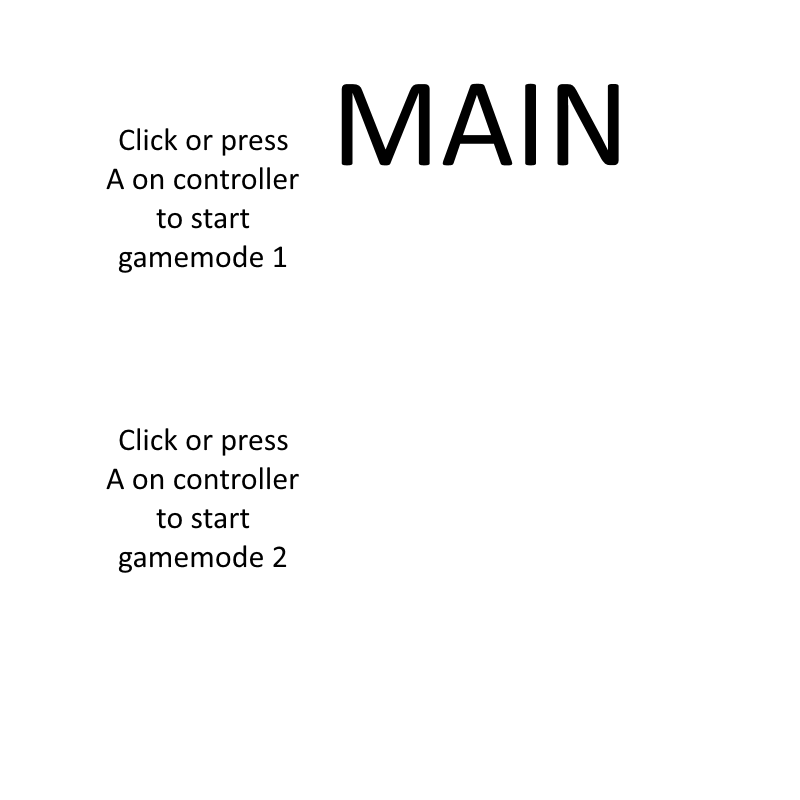 MAIN
Click or press
A on controller
to start
gamemode 1
Click or press
A on controller
to start
gamemode 2